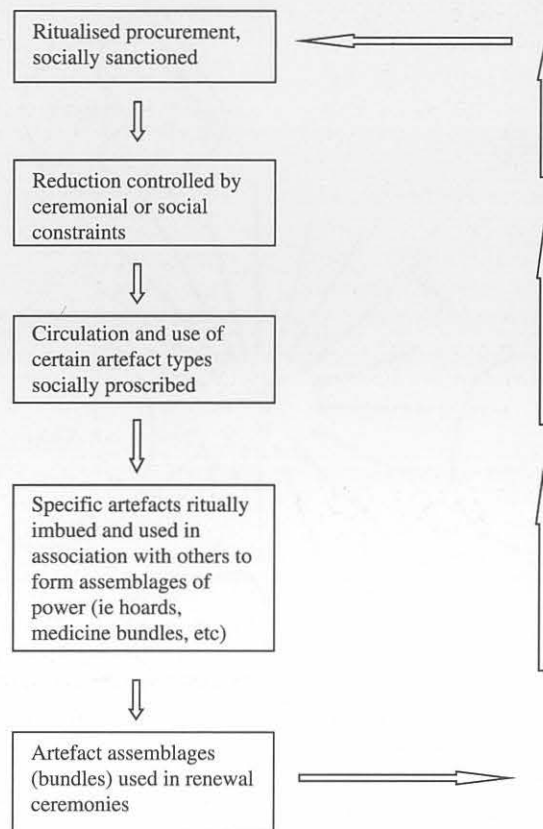 Ritualised procurement,
socially sanctioned
Reduction controlled by
ceremonial or social
constraints
Circulation and use of
certain artefact types
socially proscribed
Specific artefacts ritually
imbued and used in
association with others to
form assemblages of
power (ie hoards,
medicine bundles, etc)
Artefact assemblages
(bundles) used in renewal
ceremonies